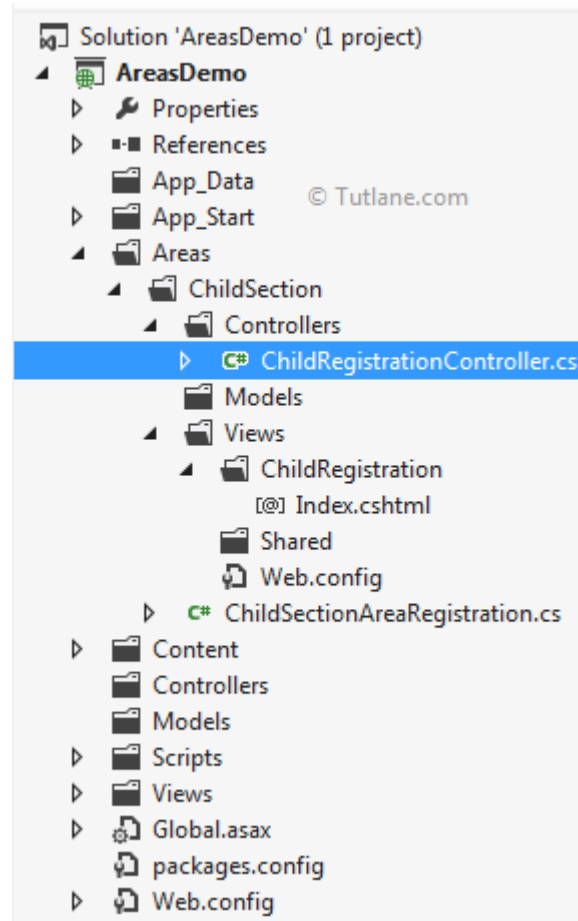 Solution 'AreasDemo' (1 project)
AreasDemo
Properties
References
App_Data
© Tutlane.com
App_Start
Areas
ChildSection
Controllers
C# ChildRegistrationController.cs
Models
Views
ChildRegistration
[@] Index.cshtml
Shared
Web.config
C# ChildSectionAreaRegistration.cs
Content
Controllers
Models
Scripts
Views
Global.asax
packages.config
Web.config